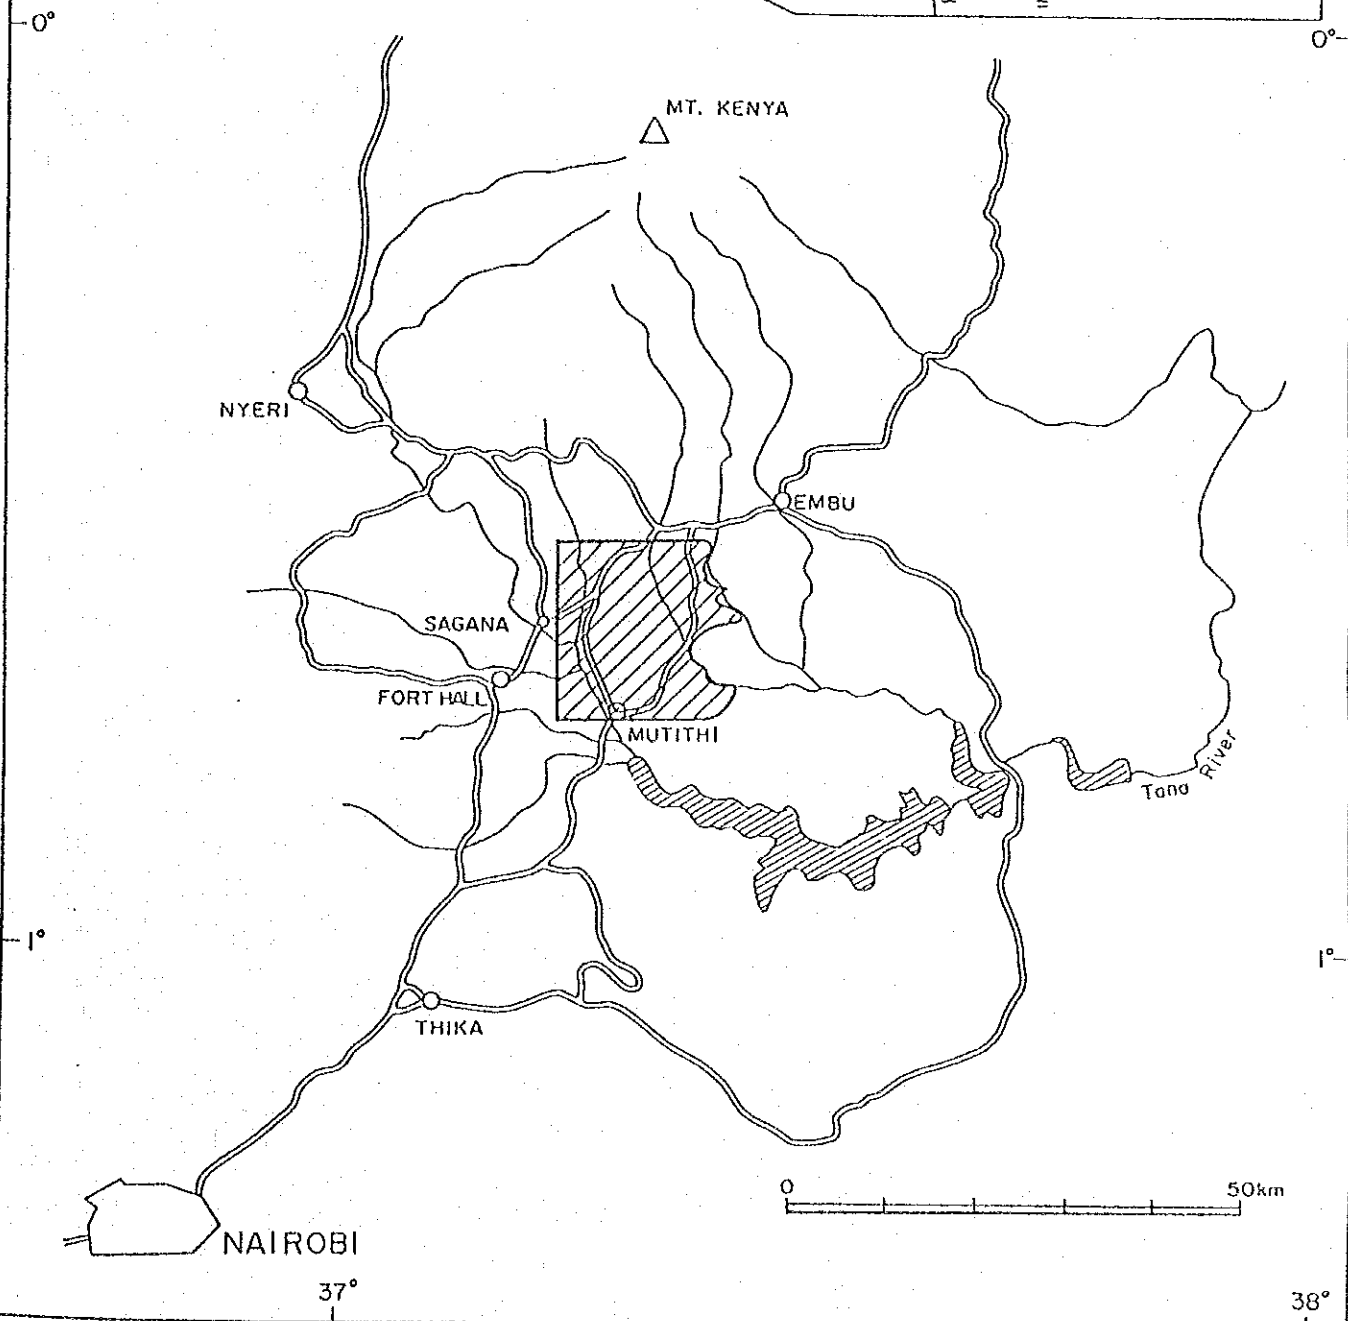 0°
0°
MT. KENYA
NYERI
EMBU
SAGANA
FORT HALL
MUTITHI
Tana River
1°
1°
THIKA
0
50km
NAIROBI
37°
38°